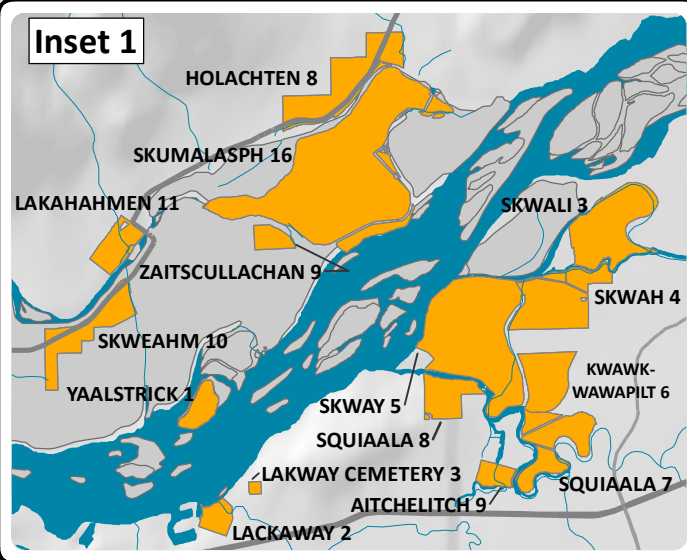 Inset 1
HOLACHTEN 8
SKUMALASPH 16
LAKAHAHMEN 11
SKWALI 3
ZAITSCULLACHAN 9
SKWAH 4
SKWEAHM 10
KWAWK-
WAWAPILT 6
YAALSTRICK 1
SKWAY 5
SQUIAALA 8
LAKWAY CEMETERY 3
SQUIAALA 7
AITCHELITCH 9
LACKAWAY 2